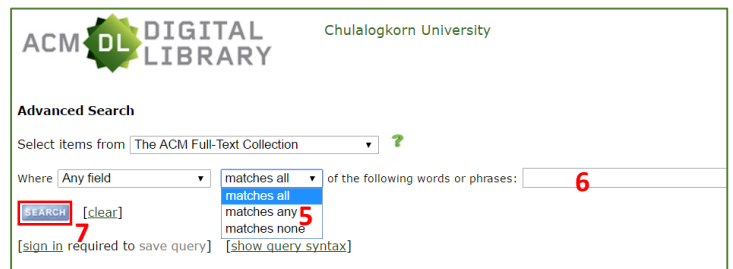 ACM DL DIGITAL LIBRARY
Chulalogkorn University
Advanced Search
Select items from The ACM Full-Text Collection ?
Where Any field matches all of the following words or phrases: 6
matches all
matches any 5
matches none
SEARCH [clear]
7
[sign in required to save query] [show query syntax]